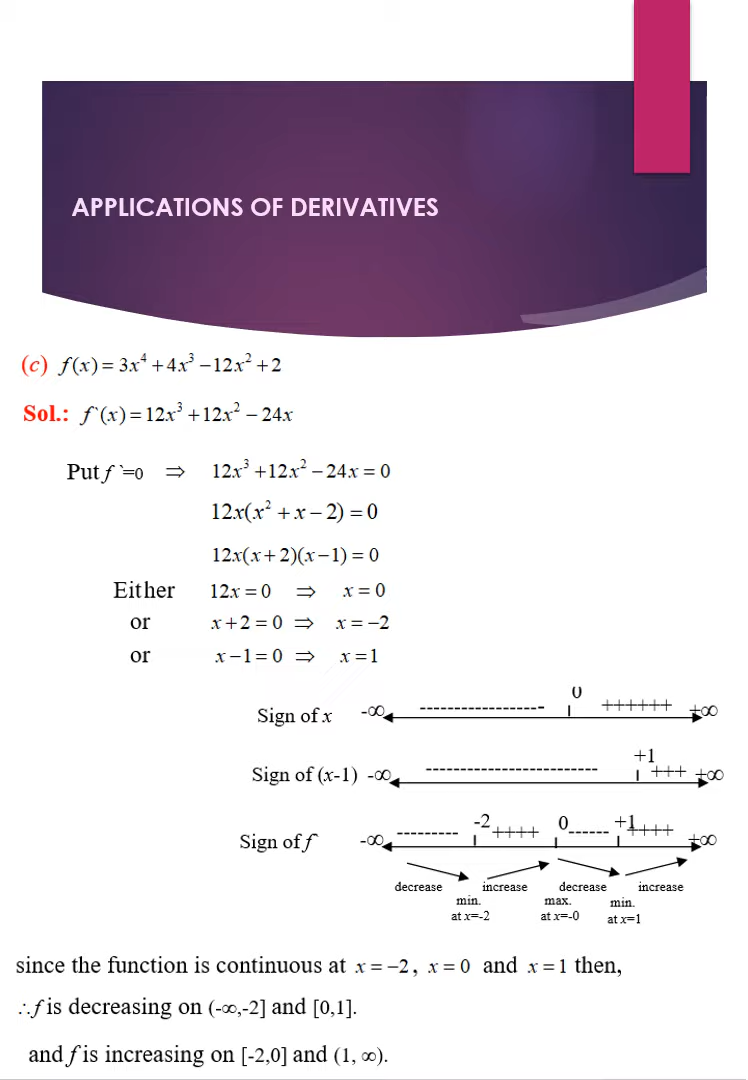 APPLICATIONS OF DERIVATIVES
(c) f(x) = 3x⁴ + 4x³ − 12x² + 2
Sol.: f`(x) = 12x³ + 12x² − 24x
Put f `=0 ⇒ 12x³ + 12x² − 24x = 0
12x(x² + x − 2) = 0
12x(x + 2)(x − 1) = 0
Either 12x = 0 ⇒ x = 0
or x + 2 = 0 ⇒ x = −2
or x − 1 = 0 ⇒ x = 1
0
Sign of x -∞ --------------------- ++++++ +∞
+1
Sign of (x-1) -∞ ----------------------------- +++ +∞
-2 0 +1
Sign of f -∞ --------- ++++ ------ ++++ +∞
decrease increase decrease increase
min. max. min.
at x=-2 at x=-0 at x=1
since the function is continuous at x = −2, x = 0 and x = 1 then,
∴f is decreasing on (-∞,-2] and [0,1].
and f is increasing on [-2,0] and (1, ∞).